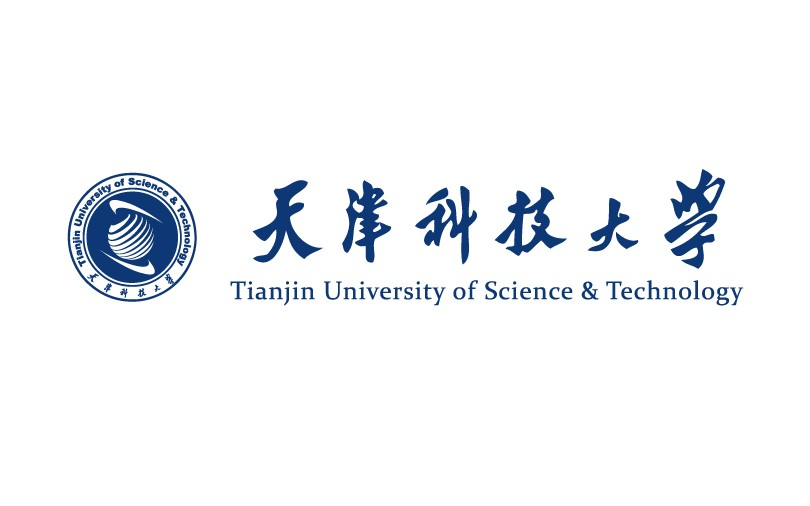 Tianjin University of Science & Technology
天津科技大学
天津科技大学
Tianjin University of Science & Technology